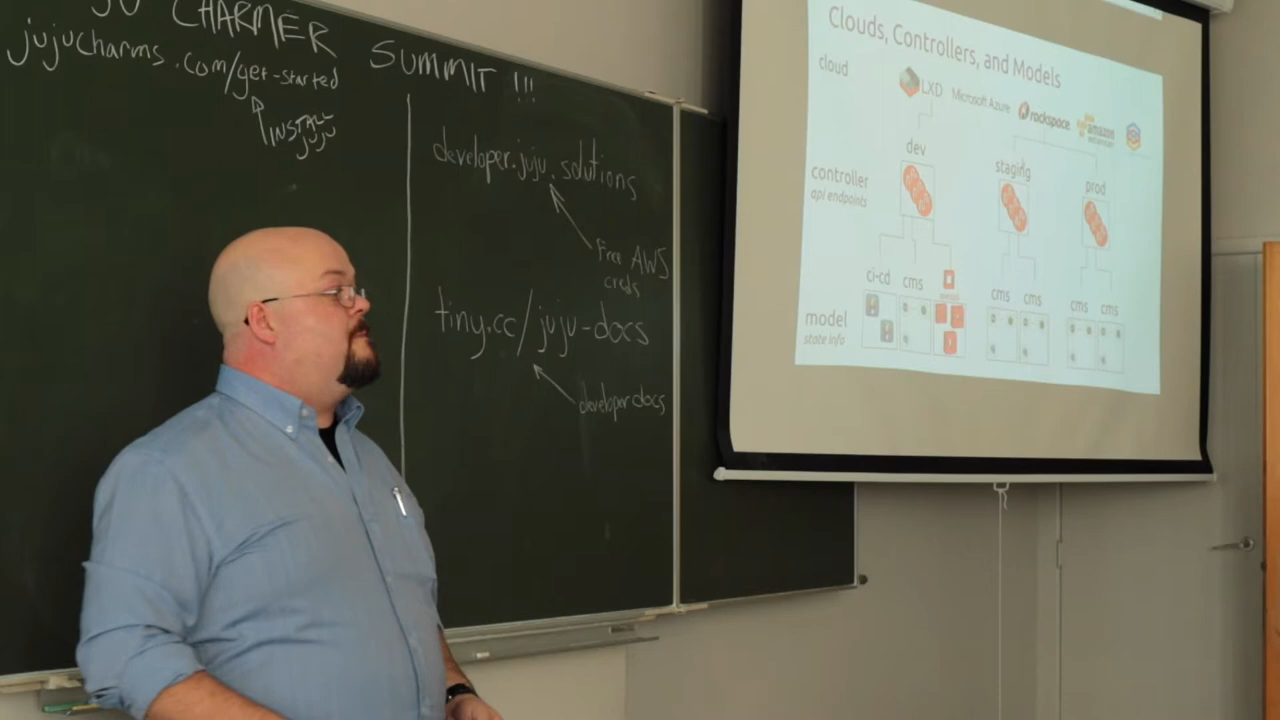 JU CHARMER
SUMMIT !!!
jujucharms.com/get-started
INSTALL
juju
developer.juju.solutions
Free AWS
creds
tiny.cc/juju-docs
developer docs
Clouds, Controllers, and Models
cloud
LXD
Microsoft Azure
rackspace
amazon
dev
staging
prod
controller
api endpoints
ci-cd
cms
cms
cms
cms
cms
model
state info